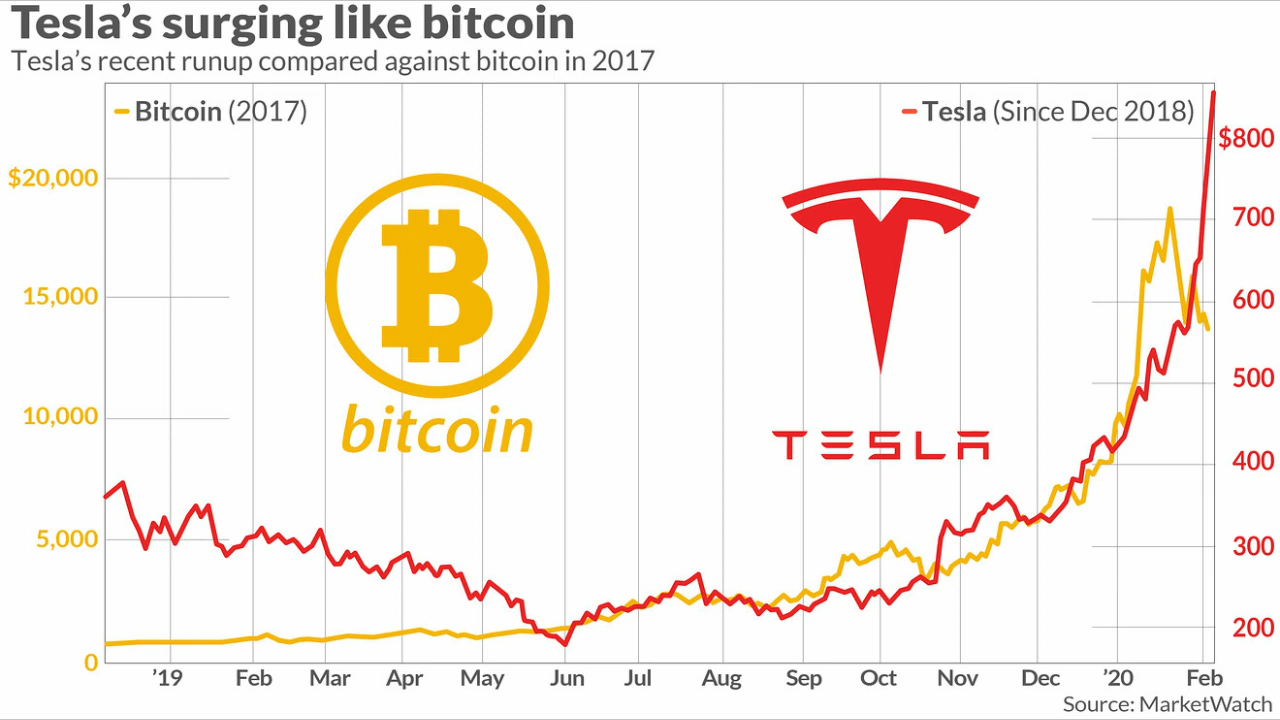 Tesla's surging like bitcoin
Tesla's recent runup compared against bitcoin in 2017
Bitcoin (2017)
Tesla (Since Dec 2018)
$20,000
15,000
10,000
5,000
0
$800
700
600
500
400
300
200
bitcoin
TESLA
'19 Feb Mar Apr May Jun Jul Aug Sep Oct Nov Dec '20 Feb
Source: MarketWatch